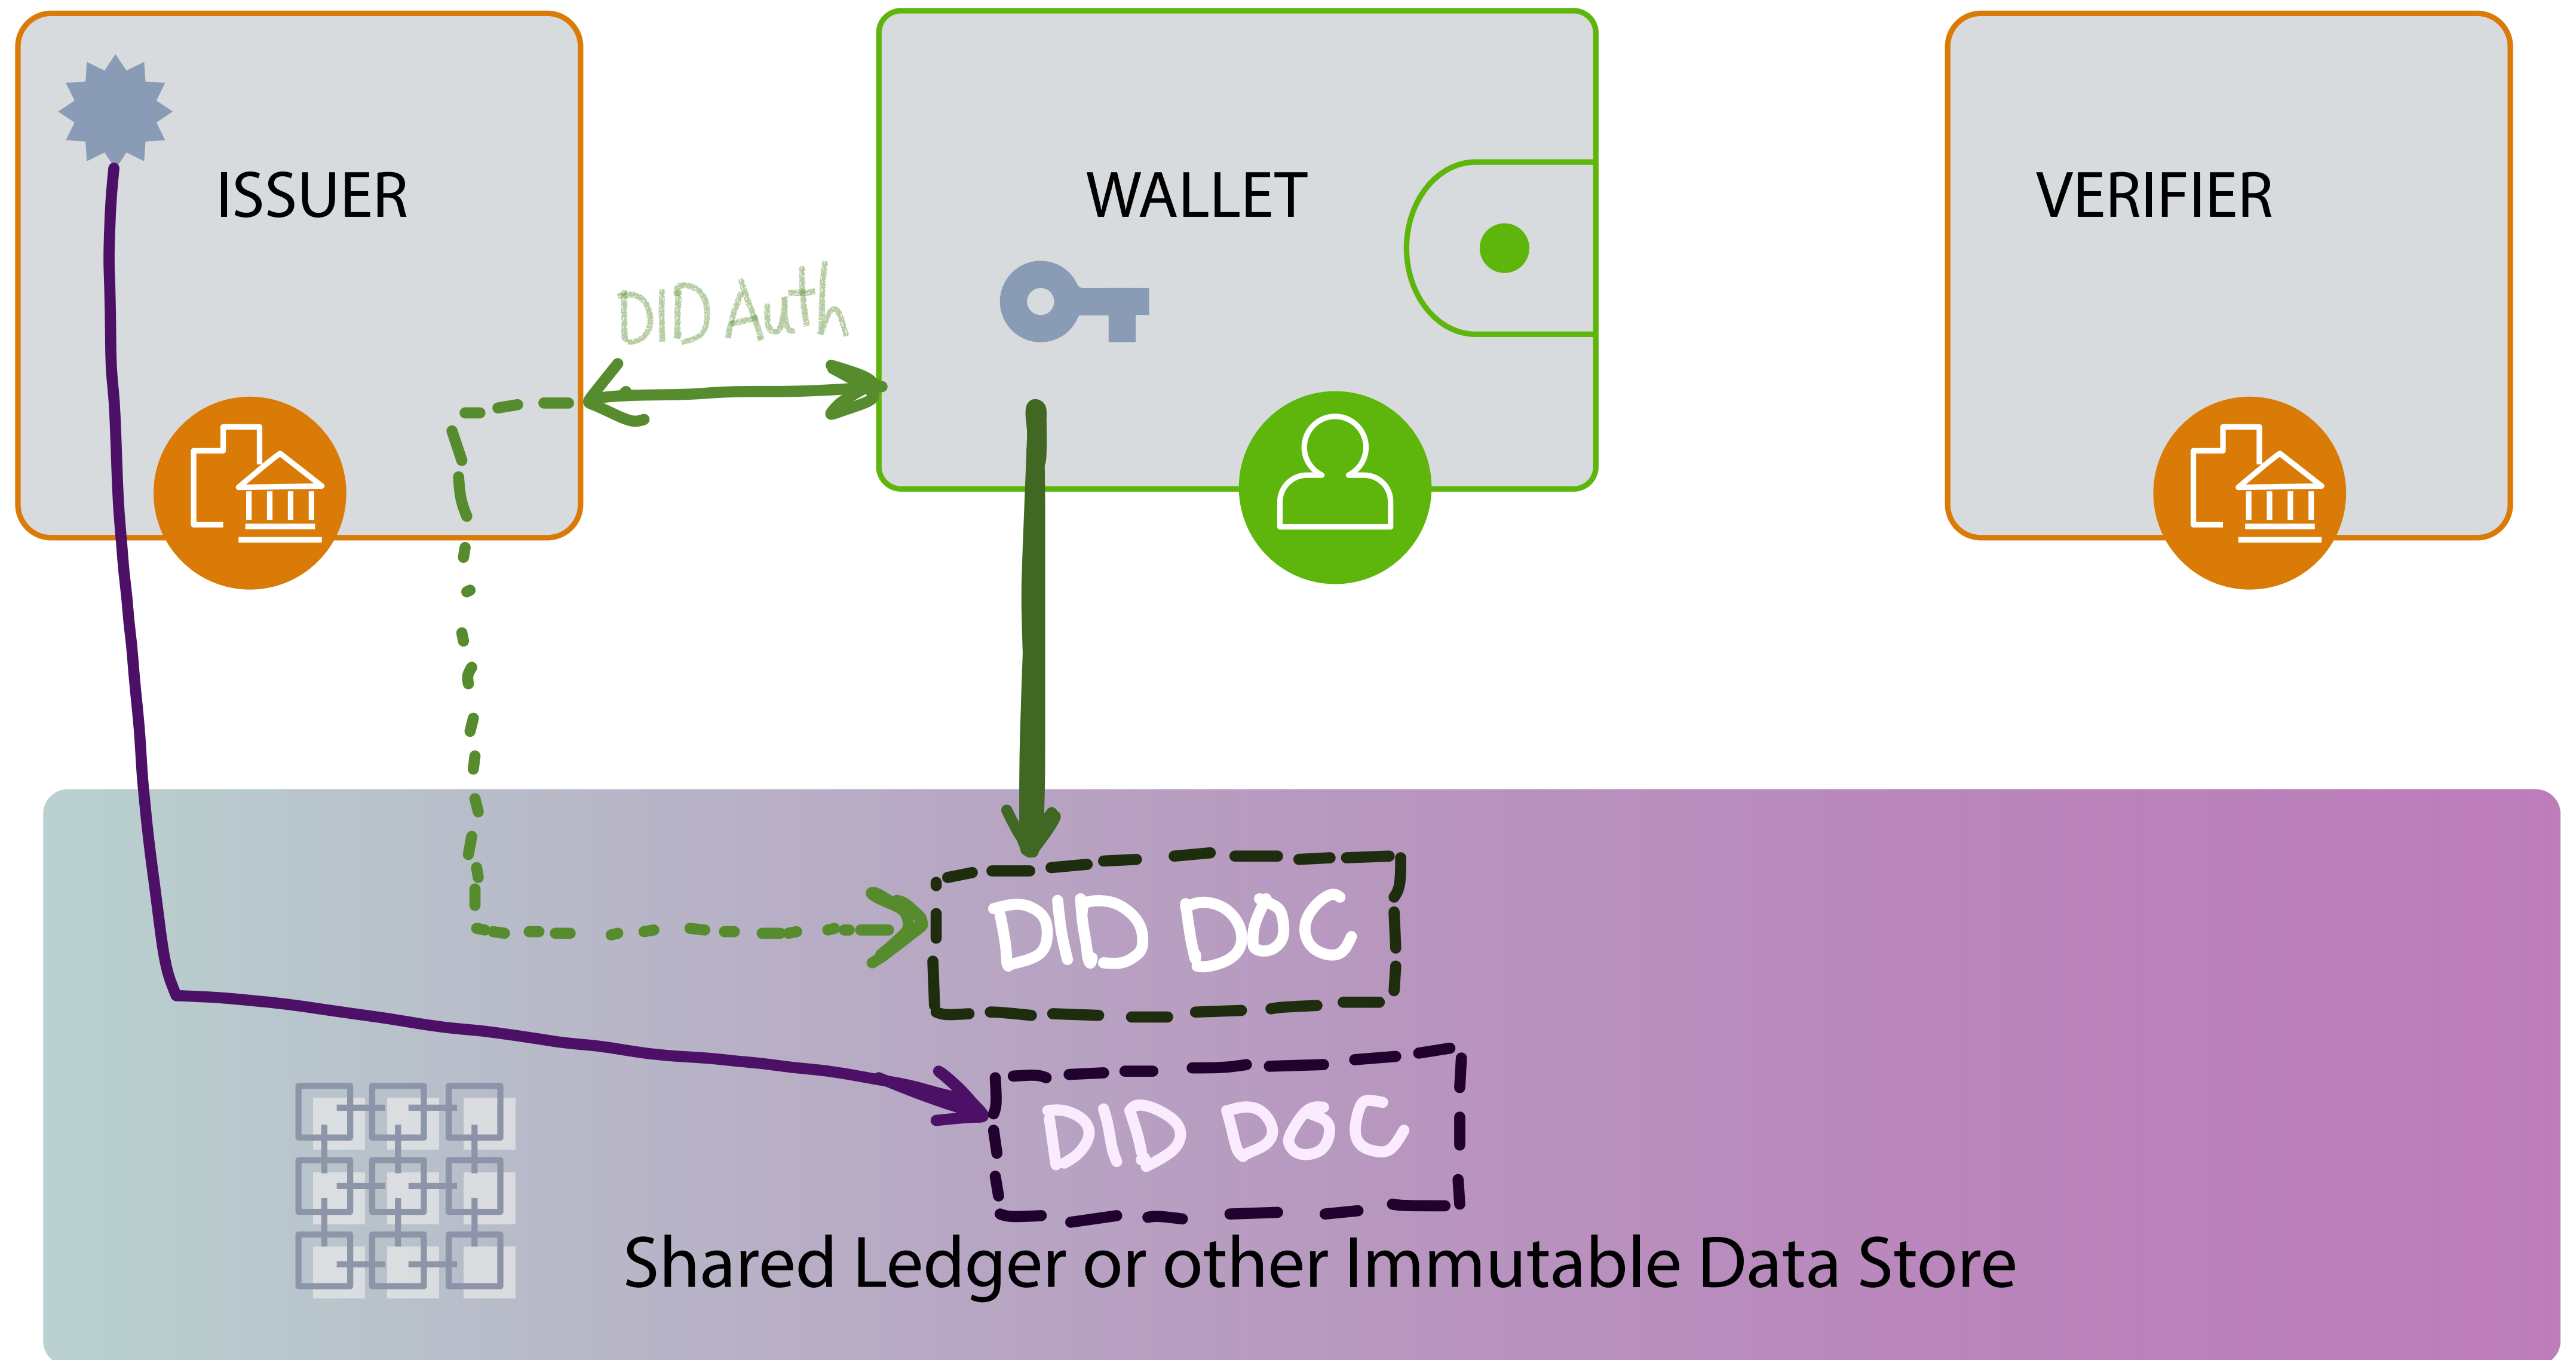 ISSUER
WALLET
VERIFIER
DID Auth
DID DOC
DID DOC
Shared Ledger or other Immutable Data Store